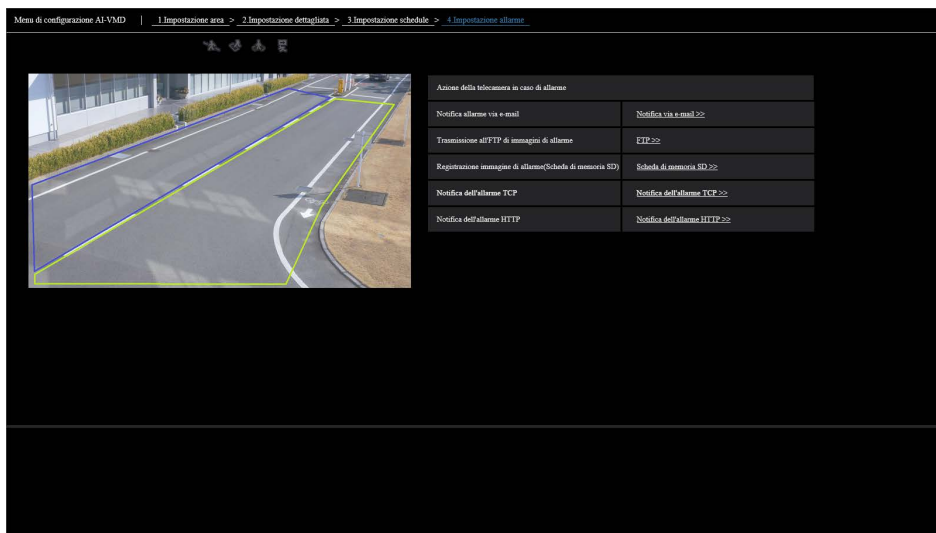 Menu di configurazione AI-VMD | 1.Impostazione area > 2.Impostazione dettagliata > 3.Impostazione schedule > 4.Impostazione allarme
Azione della telecamera in caso di allarme
Notifica allarme via e-mail Notifica via e-mail >>
Trasmissione all'FTP di immagini di allarme FTP >>
Registrazione immagine di allarme(Scheda di memoria SD) Scheda di memoria SD >>
Notifica dell'allarme TCP Notifica dell'allarme TCP >>
Notifica dell'allarme HTTP Notifica dell'allarme HTTP >>